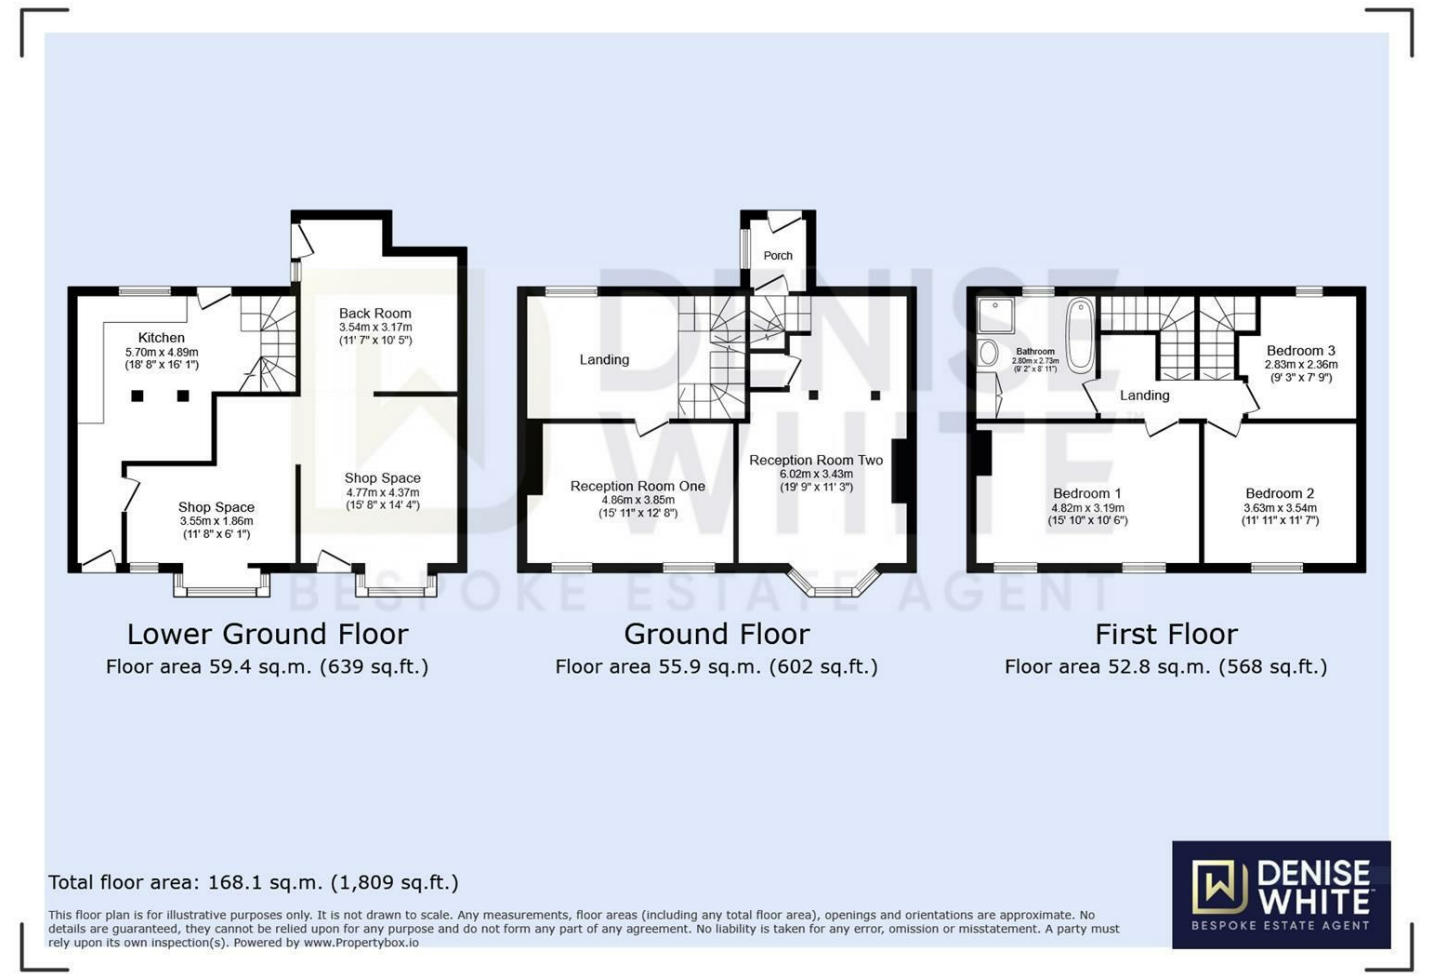 Porch
Back Room
3.54m x 3.17m
(11' 7" x 10' 5")
Kitchen
5.70m x 4.89m
(18' 8" x 16' 1")
Shop Space
4.77m x 4.37m
(15' 8" x 14' 4")
Shop Space
3.55m x 1.86m
(11' 8" x 6' 1")
Landing
Reception Room One
4.86m x 3.85m
(15' 11" x 12' 8")
Reception Room Two
6.02m x 3.43m
(19' 9" x 11' 3")
Bathroom
2.80m x 2.73m
(9' 2" x 8' 11")
Bedroom 3
2.83m x 2.36m
(9' 3" x 7' 9")
Landing
Bedroom 1
4.82m x 3.19m
(15' 10" x 10' 6")
Bedroom 2
3.63m x 3.54m
(11' 11" x 11' 7")
DENISE
WHITE™
BESPOKE ESTATE AGENT
Lower Ground Floor
Floor area 59.4 sq.m. (639 sq.ft.)
Ground Floor
Floor area 55.9 sq.m. (602 sq.ft.)
First Floor
Floor area 52.8 sq.m. (568 sq.ft.)
Total floor area: 168.1 sq.m. (1,809 sq.ft.)
This floor plan is for illustrative purposes only. It is not drawn to scale. Any measurements, floor areas (including any total floor area), openings and orientations are approximate. No
details are guaranteed, they cannot be relied upon for any purpose and do not form any part of any agreement. No liability is taken for any error, omission or misstatement. A party must
rely upon its own inspection(s). Powered by www.Propertybox.io
DENISE
WHITE™
BESPOKE ESTATE AGENT